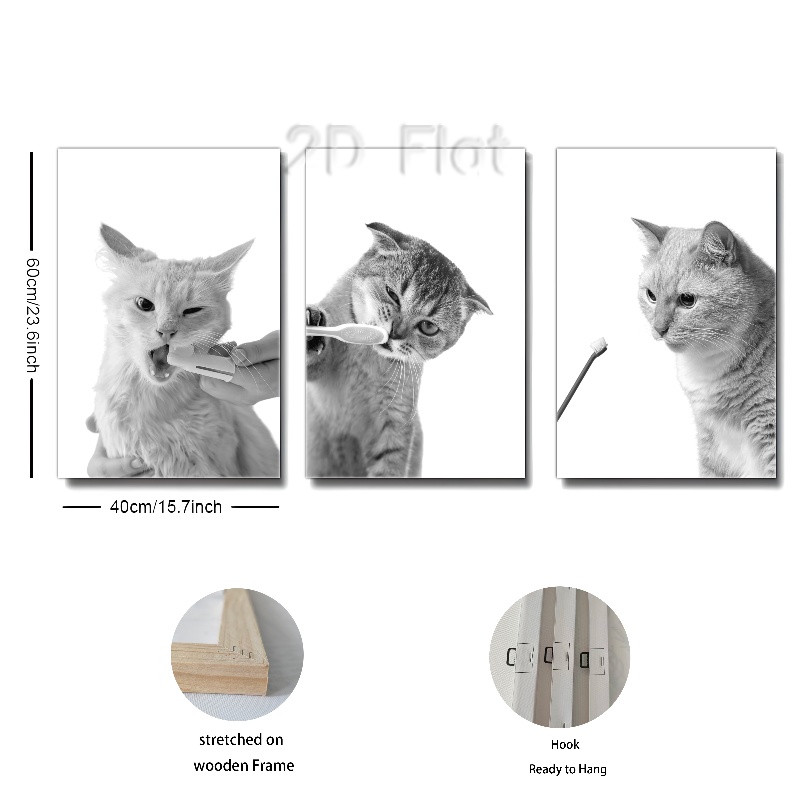 2D Flat
60cm/23.6inch
40cm/15.7inch
stretched on
wooden Frame
Hook
Ready to Hang